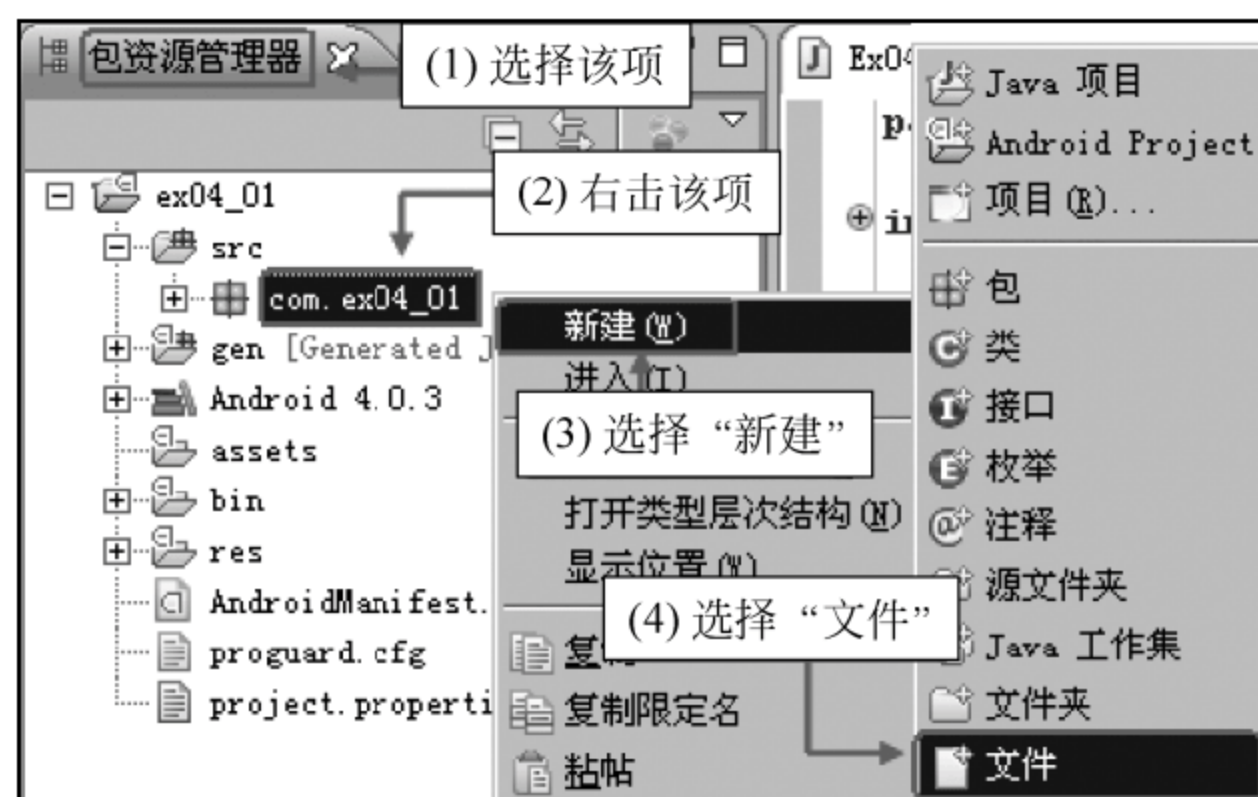 包资源管理器
(1) 选择该项
(2) 右击该项
ex04_01
src
com.ex04_01
gen [Generated J
Android 4.0.3
assets
bin
res
AndroidManifest.
proguard.cfg
project.properti
Ex04
p
新建(W)
进入(I)
(3) 选择 “新建”
打开类型层次结构(N)
显示位置(W)
(4) 选择 “文件”
复制限定名
粘帖
Java 项目
Android Project
项目(R)...
包
类
接口
枚举
注释
源文件夹
Java 工作集
文件夹
文件